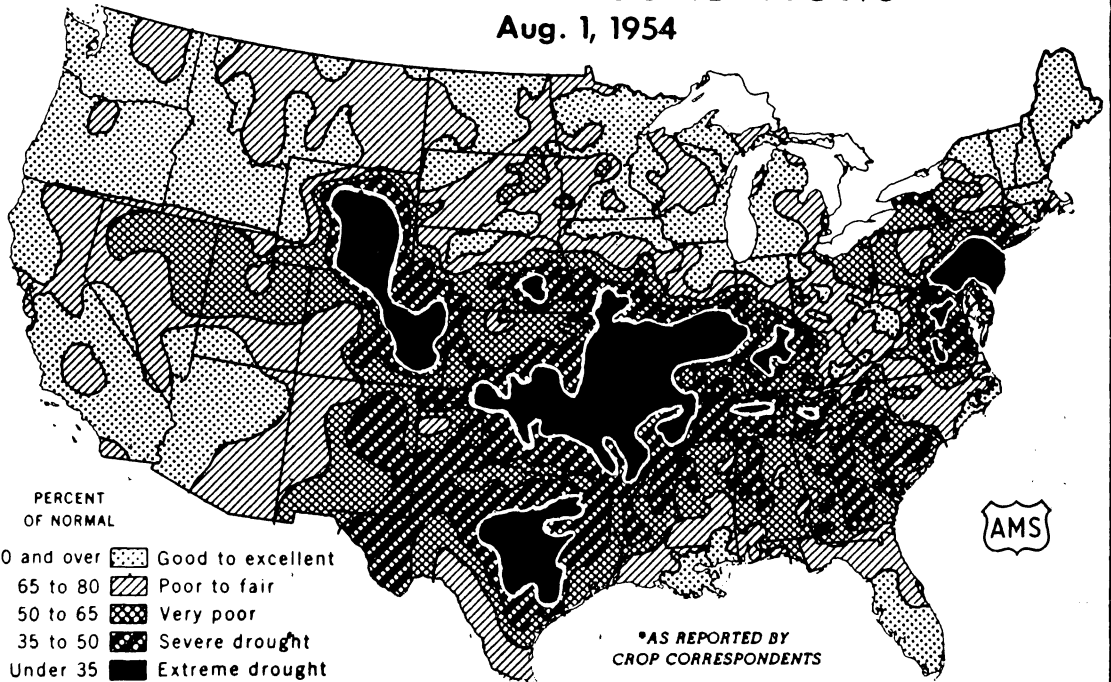 Aug. 1, 1954
PERCENT
OF NORMAL
0 and over Good to excellent
65 to 80 Poor to fair
50 to 65 Very poor
35 to 50 Severe drought
Under 35 Extreme drought
*AS REPORTED BY
CROP CORRESPONDENTS
AMS